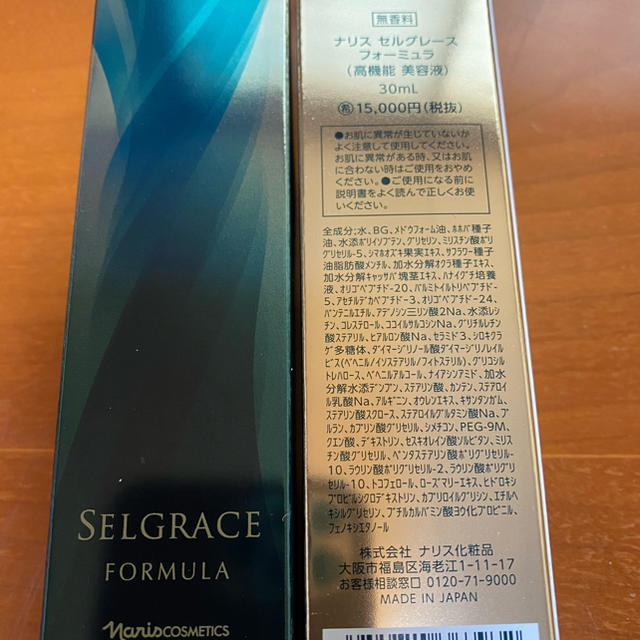 SELGRACE
FORMULA
narisCOSMETICS
無香料
ナリス セルグレース
フォーミュラ
(高機能 美容液)
30mL
㊒15,000円(税抜)
●お肌に異常が生じていないか
よく注意して使用してください。
お肌に異常がある時、又はお肌
に合わない時はご使用をおやめ
ください。●ご使用になる前に
説明書をよく読んで正しくお使
いください。
全成分;水、BG、メドウフォーム油、ホホバ種子
油、水添ポリイソブテン、グリセリン、ミリスチン酸ポリ
グリセリル-5、シマホオズキ果実エキス、サフラワー種子
油脂肪酸メンチル、加水分解オクラ種子エキス、
加水分解キャッサバ塊茎エキス、ハナイグチ培養
液、オリゴペプチド-20、パルミトイルトリペプチド-
5、アセチルデカペプチド-3、オリゴペプチド-24、
パンテニルエチル、アデノシン三リン酸2Na、水添レシ
チン、コレステロール、ココイルサルコシンNa、グリチルレチン
酸ステアリル、ヒアルロン酸Na、セラミド3、シロキクラ
ゲ多糖体、ダイマージリノール酸ダイマージリノレイル
ビス(ベヘニル/イソステアリル/フィトステリル)、グリコシル
トレハロース、ベヘニルアルコール、ナイアシンアミド、加水
分解水添デンプン、ステアリン酸、カンテン、ステアロイ
ル乳酸Na、アルギニン、オウレンエキス、キサンタンガム、
ステアリン酸スクロース、ステアロイルグルタミン酸Na、プ
ルラン、カプリン酸グリセリル、シメチコン、PEG-9M、
クエン酸、デキストリン、セスキオレイン酸ソルビタン、ミリス
チン酸グリセリル、ペンタステアリン酸ポリグリセリル-
10、ラウリン酸ポリグリセリル-2、ラウリン酸ポリグリ
セリル-10、トコフェロール、ローズマリーエキス、ヒドロキシ
プロピルシクロデキストリン、カプリロイルグリシン、エチルヘ
キシルグリセリン、ブチルカルバミン酸ヨウ化プロピニル、
フェノキシエタノール
株式会社 ナリス化粧品
大阪市福島区海老江1-11-17
お客様相談窓口 0120-71-9000
MADE IN JAPAN